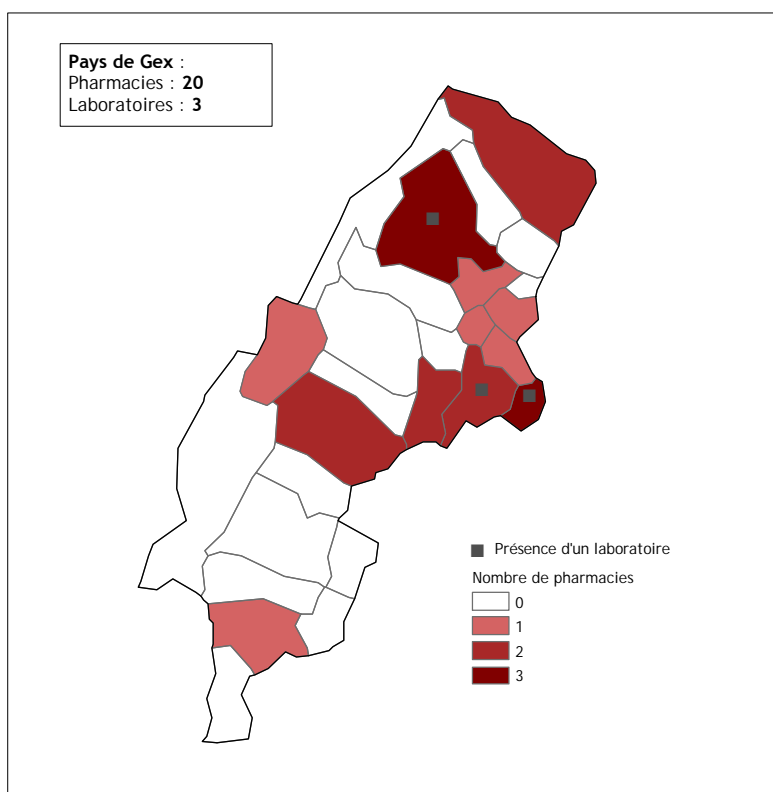 Pays de Gex :
Pharmacies : 20
Laboratoires : 3
Présence d'un laboratoire
Nombre de pharmacies
0
1
2
3